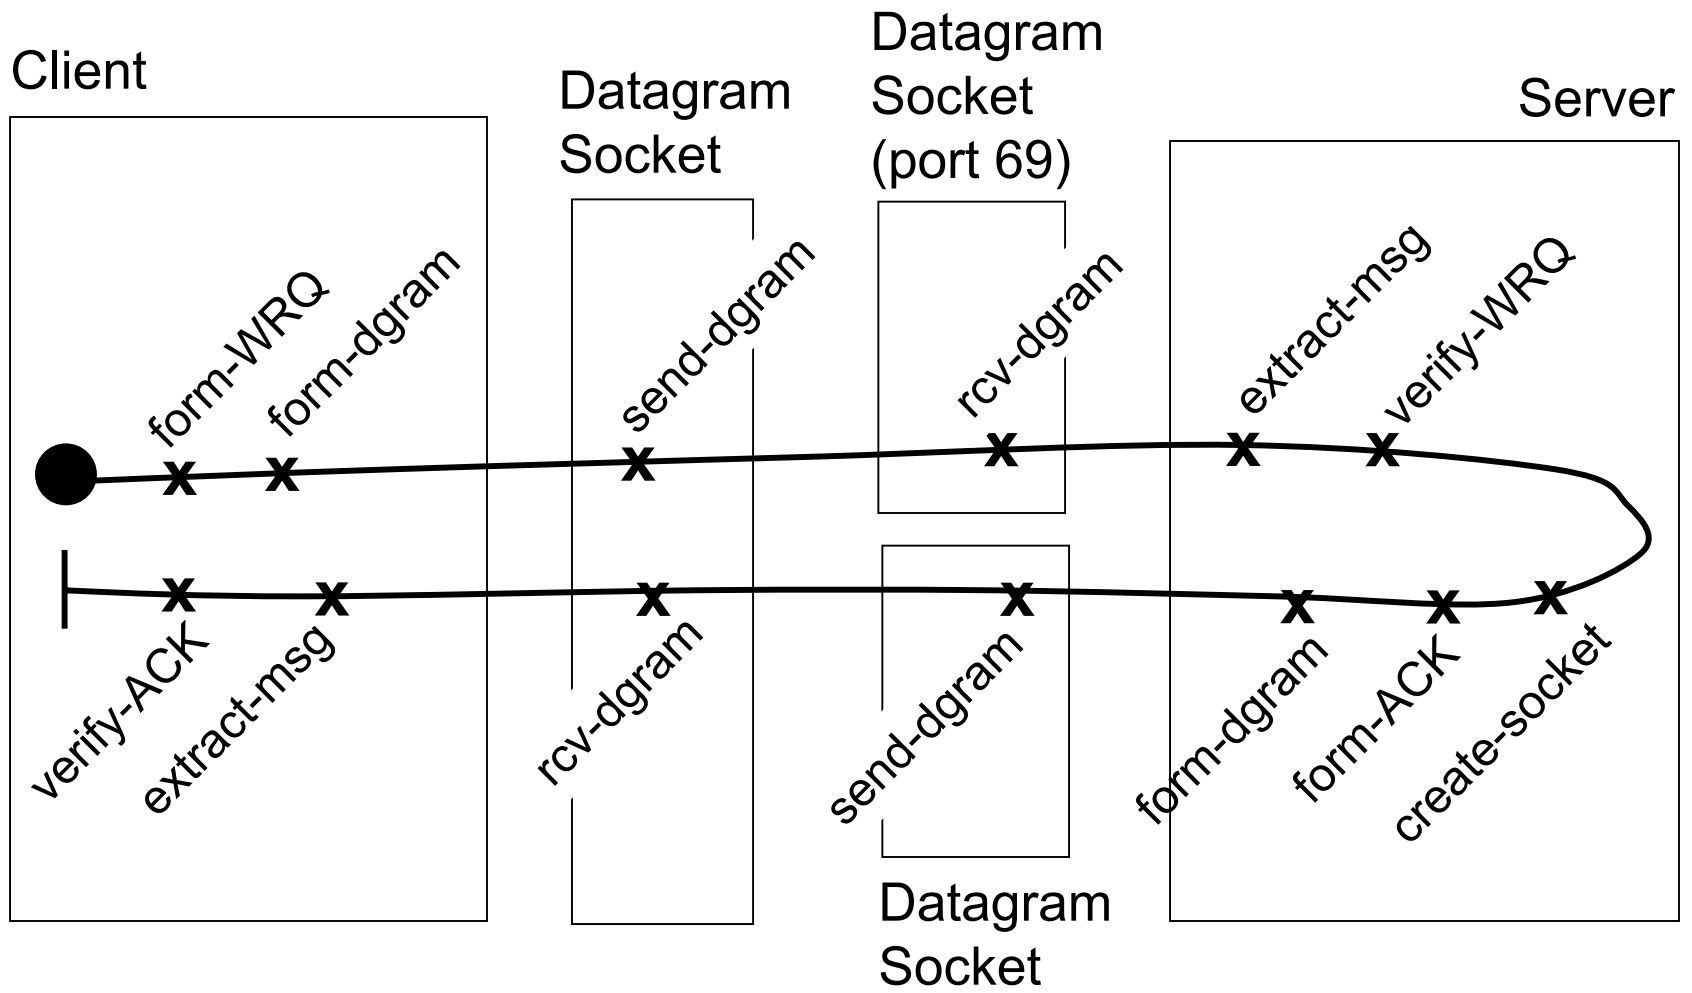 Client
Datagram
Socket
Datagram
Socket
(port 69)
Server
form-WRQ
form-dgram
send-dgram
rcv-dgram
extract-msg
verify-WRQ
x
x
x
x
x
x
x
x
x
x
x
x
x
verify-ACK
extract-msg
rcv-dgram
send-dgram
form-dgram
form-ACK
create-socket
Datagram
Socket